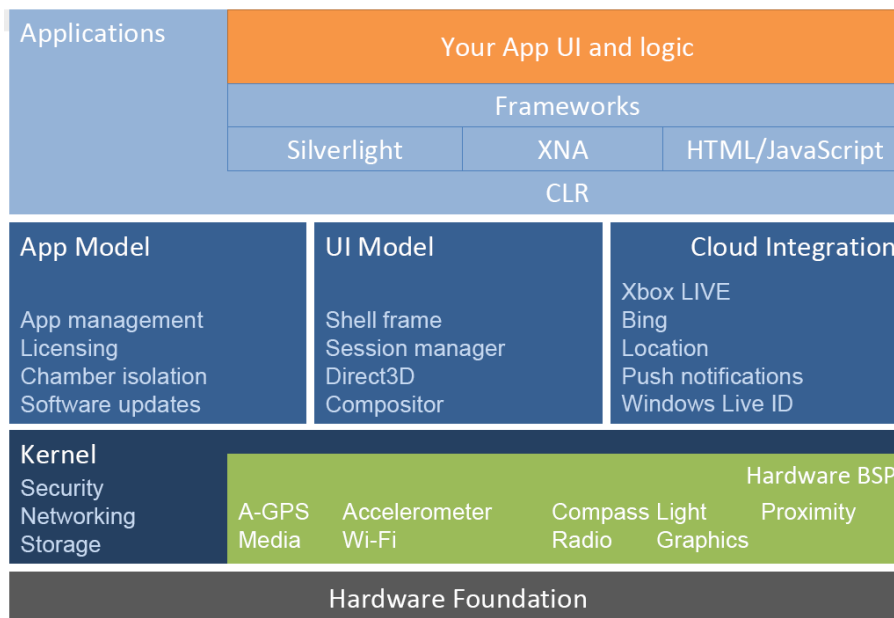 Applications
Your App UI and logic
Frameworks
Silverlight
XNA
HTML/JavaScript
CLR
App Model
App management
Licensing
Chamber isolation
Software updates
UI Model
Shell frame
Session manager
Direct3D
Compositor
Cloud Integration
Xbox LIVE
Bing
Location
Push notifications
Windows Live ID
Kernel
Security
Networking
Storage
Hardware BSP
A-GPS Accelerometer Compass Light Proximity
Media Wi-Fi Radio Graphics
Hardware Foundation